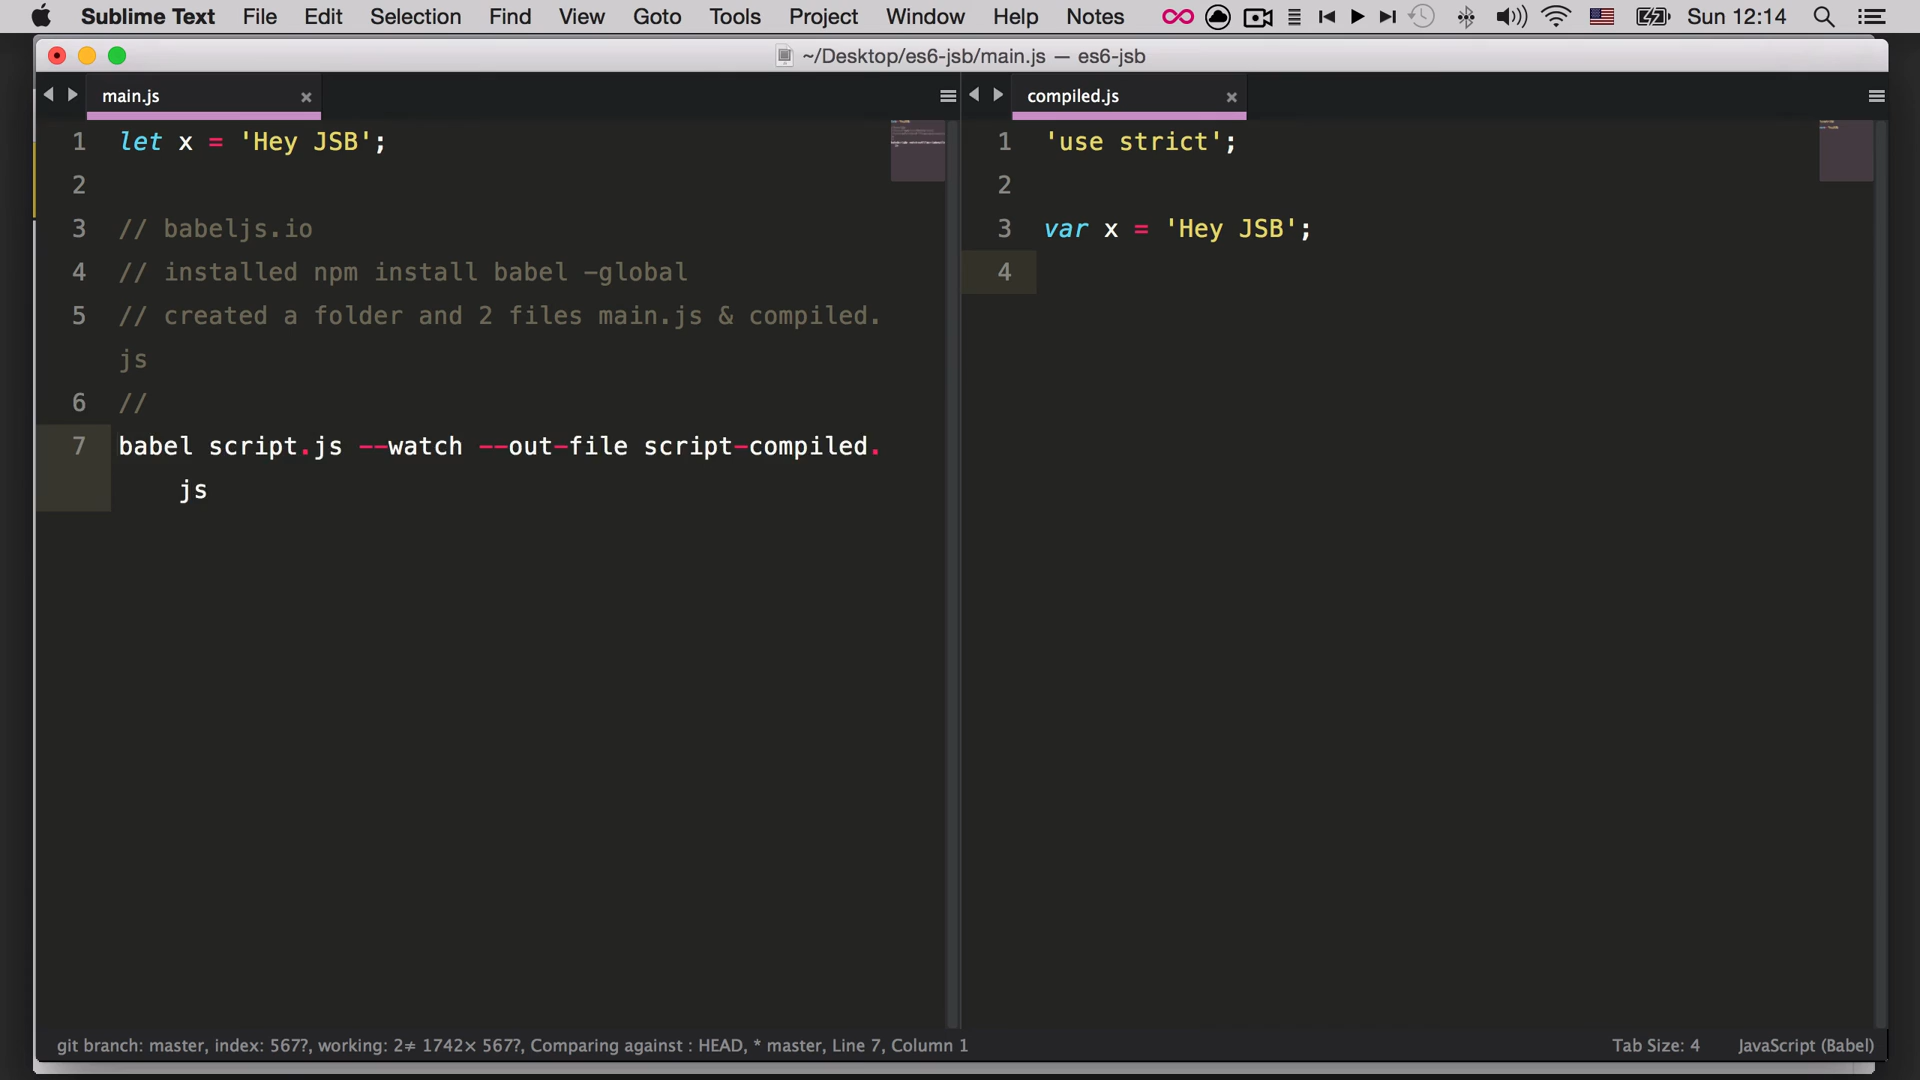 Sublime Text File Edit Selection Find View Goto Tools Project Window Help Notes Sun 12:14
~/Desktop/es6-jsb/main.js — es6-jsb
main.js
1 let x = 'Hey JSB';
2
3 // babeljs.io
4 // installed npm install babel -global
5 // created a folder and 2 files main.js & compiled.
js
6 //
7 babel script.js --watch --out-file script-compiled.
js
compiled.js
1 'use strict';
2
3 var x = 'Hey JSB';
4
git branch: master, index: 567?, working: 2≠ 1742× 567?, Comparing against : HEAD, * master, Line 7, Column 1
Tab Size: 4 JavaScript (Babel)